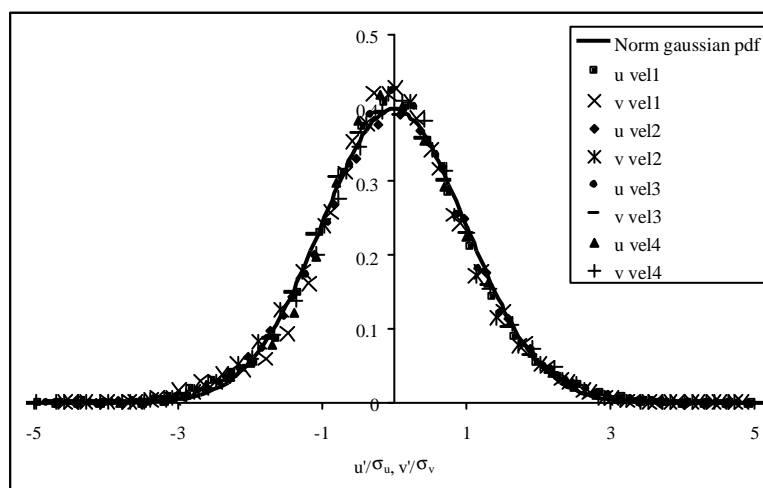 0.5
0.4
0.3
0.2
0.1
0
-5
-3
-1
1
3
5
u'/σu, v'/σv
Norm gaussian pdf
u vel1
v vel1
u vel2
v vel2
u vel3
v vel3
u vel4
v vel4